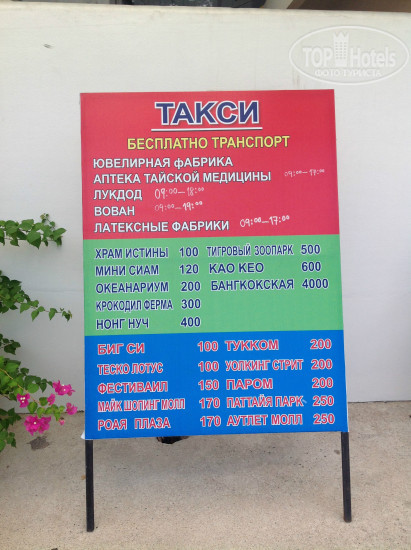 TOP Hotels
ФОТО ТУРИСТА
ТАКСИ
БЕСПЛАТНО ТРАНСПОРТ
ЮВЕЛИРНАЯ фАБРИКА
АПТЕКА ТАЙСКОЙ МЕДИЦИНЫ 09:00-17:00
ЛУКДОД 09:00-18:00
ВОВАН 09:00-19:00
ЛАТЕКСНЫЕ ФАБРИКИ 09:00-17:00
ХРАМ ИСТИНЫ 100 ТИГРОВЫЙ ЗООПАРК 500
МИНИ СИАМ 120 КАО КЕО 600
ОКЕАНАРИУМ 200 БАНГКОКСКАЯ 4000
КРОКОДИЛ ФЕРМА 300
НОНГ НУЧ 400
БИГ СИ 100 ТУККОМ 200
ТЕСКО ЛОТУС 100 УОЛКИНГ СТРИТ 200
ФЕСТИВАИП 150 ПАРОМ 200
МАЙК ШОПИНГ МОЛЛ 170 ПАТТАЙЯ ПАРК 250
РОАЯ ПЛАЗА 170 АУТЛЕТ МОЛЛ 250